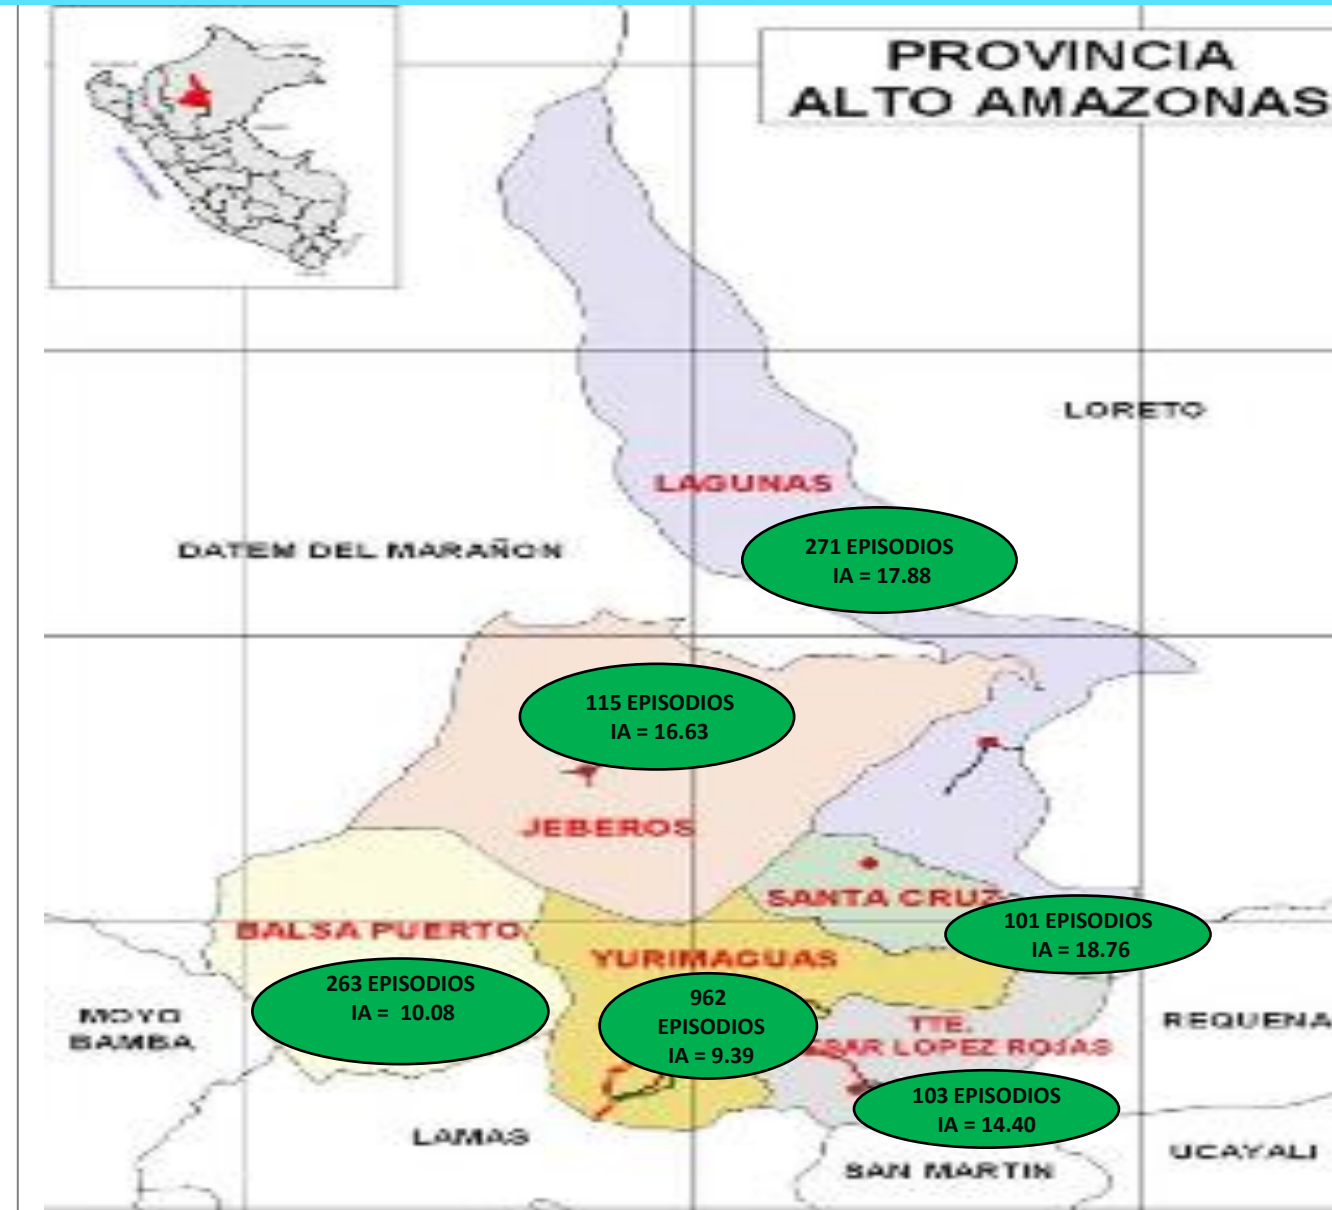 PROVINCIA
ALTO AMAZONAS
LORETO
LAGUNAS
DATEM DEL MARAÑON
271 EPISODIOS
IA = 17.88
115 EPISODIOS
IA = 16.63
JEBEROS
SANTA CRUZ
101 EPISODIOS
IA = 18.76
BALSA PUERTO
YURIMAGUAS
263 EPISODIOS
IA = 10.08
962
EPISODIOS
IA = 9.39
MOYO
BAMBA
REQUENA
TTE.
ESAR LOPEZ ROJAS
103 EPISODIOS
IA = 14.40
LAMAS
SAN MARTIN
UCAYALI